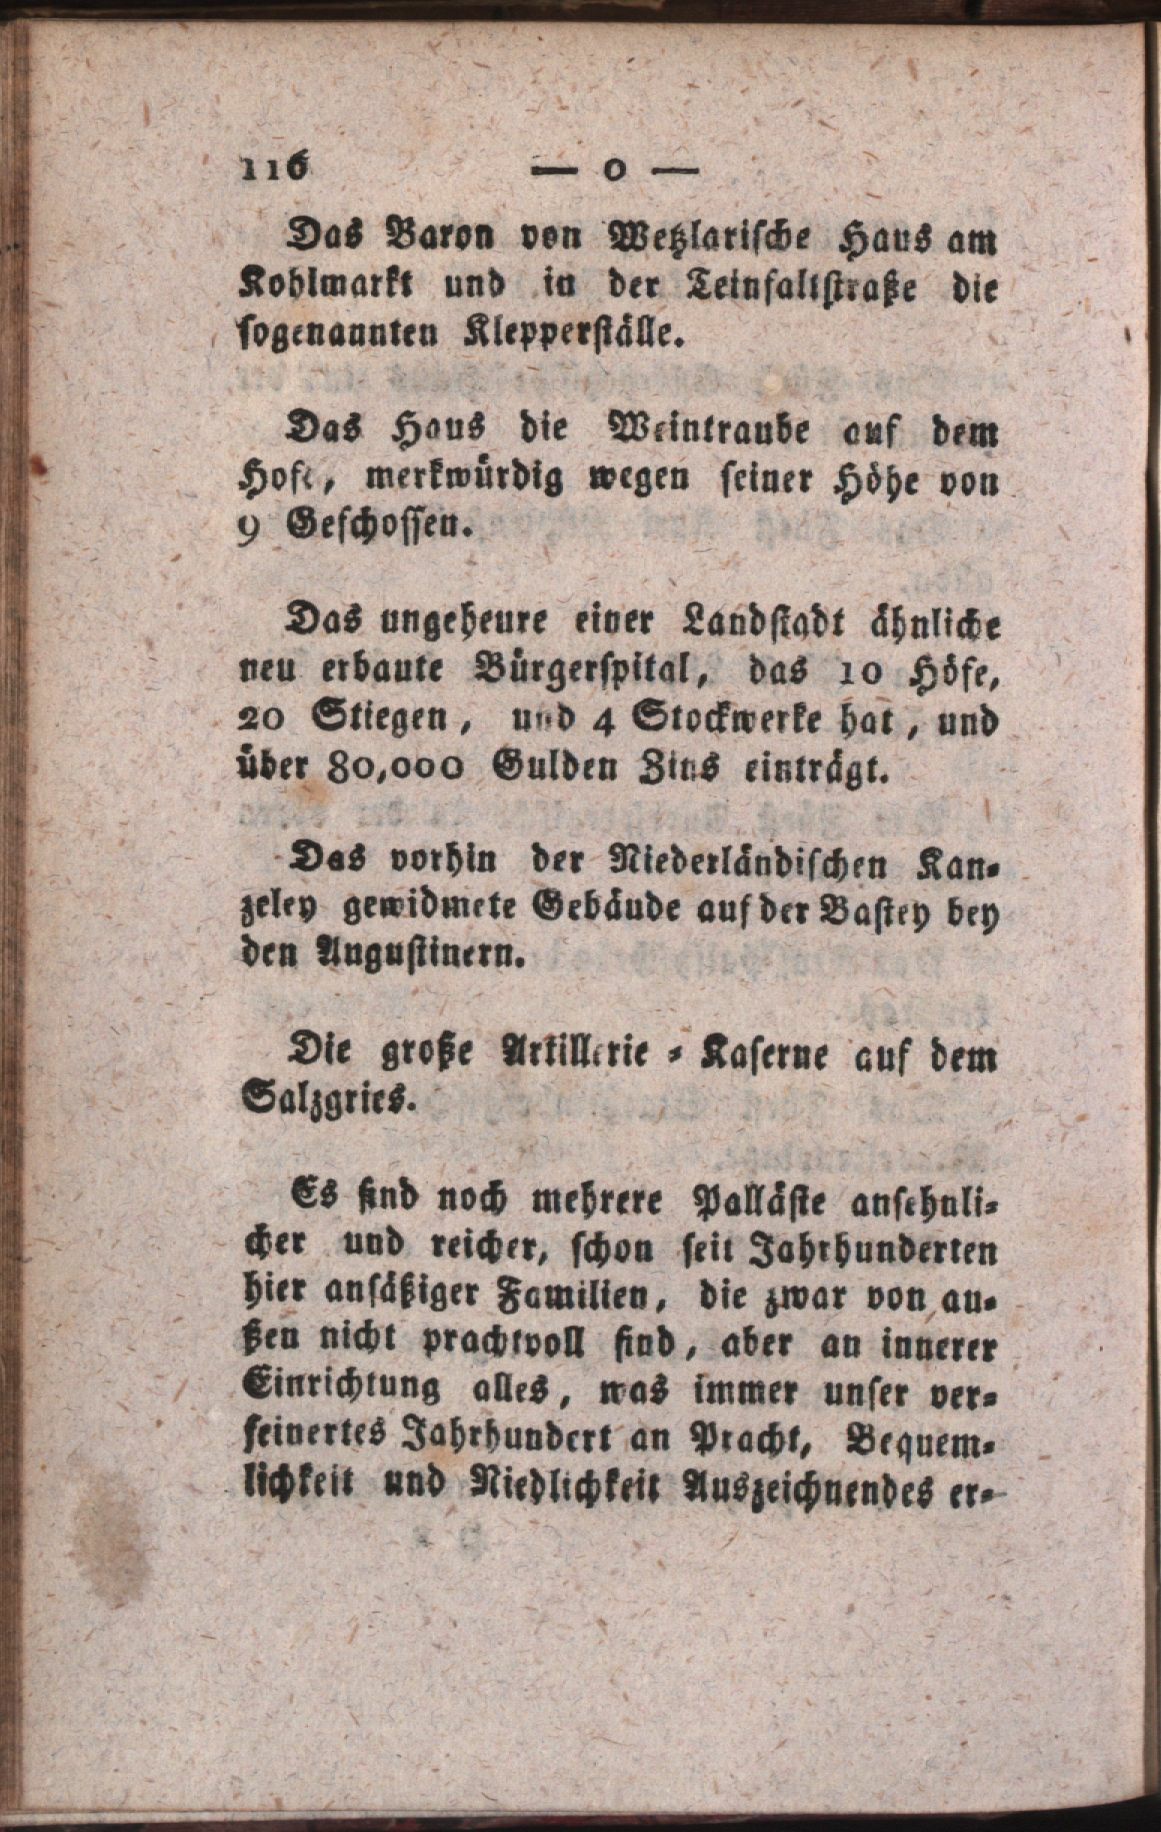 116 — 0 —
Das Baron von Wetzlarische Haus am
Kohlmarkt und in der Teinfaltstraße die
sogenannten Klepperställe.
Das Haus die Weintraube auf dem
Hofe, merkwürdig wegen seiner Höhe von
9 Geschossen.
Das ungeheure einer Landstadt ähnliche
neu erbaute Bürgerspital, das 10 Höfe,
20 Stiegen, und 4 Stockwerke hat, und
über 80,000 Gulden Zins einträgt.
Das vorhin der Niederländischen Kan-
zeley gewidmete Gebäude auf der Bastey bey
den Augustinern.
Die große Artillerie-Kaserne auf dem
Salzgries.
Es sind noch mehrere Palläste ansehnli-
cher und reicher, schon seit Jahrhunderten
hier ansäßiger Familien, die zwar von au-
ßen nicht prachtvoll sind, aber an innerer
Einrichtung alles, was immer unser ver-
feinertes Jahrhundert an Pracht, Bequem-
lichkeit und Niedlichkeit Auszeichnendes er-